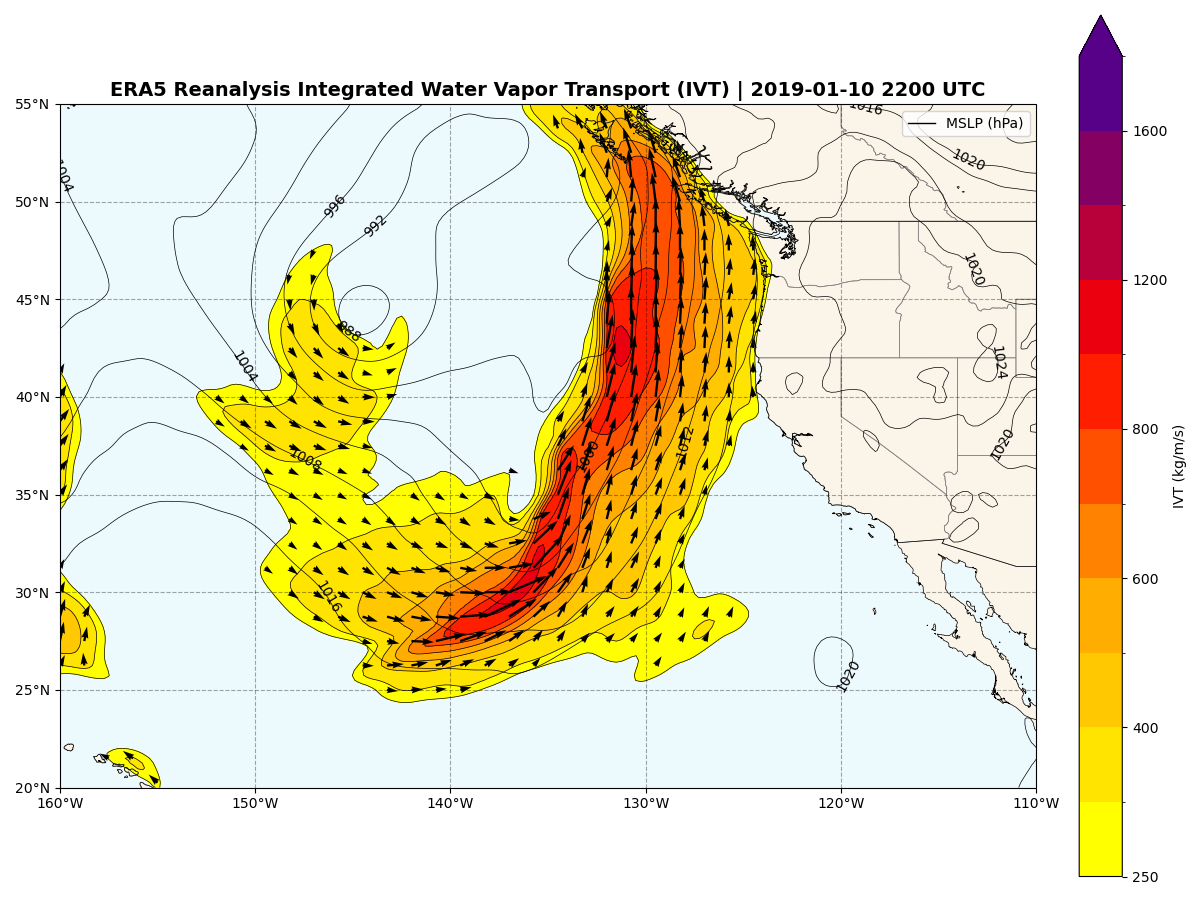 ERA5 Reanalysis Integrated Water Vapor Transport (IVT) | 2019-01-10 2200 UTC
MSLP (hPa)
55°N
50°N
45°N
40°N
35°N
30°N
25°N
20°N
160°W
150°W
140°W
130°W
120°W
110°W
1004
996
992
988
1004
1008
1016
1000
1012
1016
1020
1020
1024
1020
1020
1600
1200
800
600
400
250
IVT (kg/m/s)